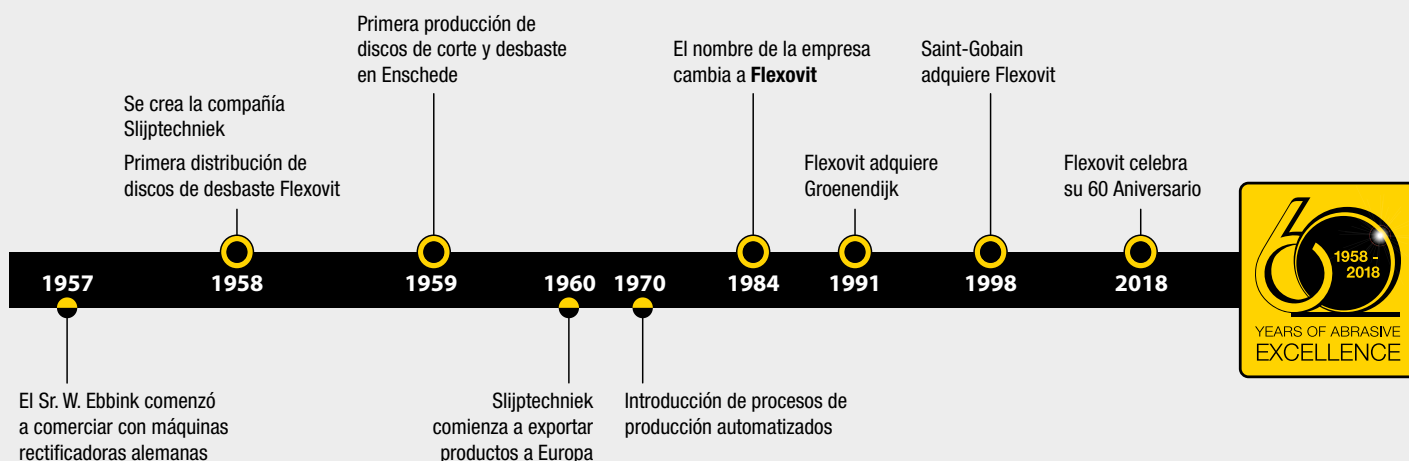 Primera producción de
discos de corte y desbaste
en Enschede
El nombre de la empresa
cambia a Flexovit
Saint-Gobain
adquiere Flexovit
Se crea la compañía
Slijptechniek
Primera distribución de
discos de desbaste Flexovit
Flexovit adquiere
Groenendijk
Flexovit celebra
su 60 Aniversario
1957 1958 1959 1960 1970 1984 1991 1998 2018
60
1958 -
2018
YEARS OF ABRASIVE
EXCELLENCE
El Sr. W. Ebbink comenzó
a comerciar con máquinas
rectificadoras alemanas
Slijptechniek
comienza a exportar
productos a Europa
Introducción de procesos de
producción automatizados